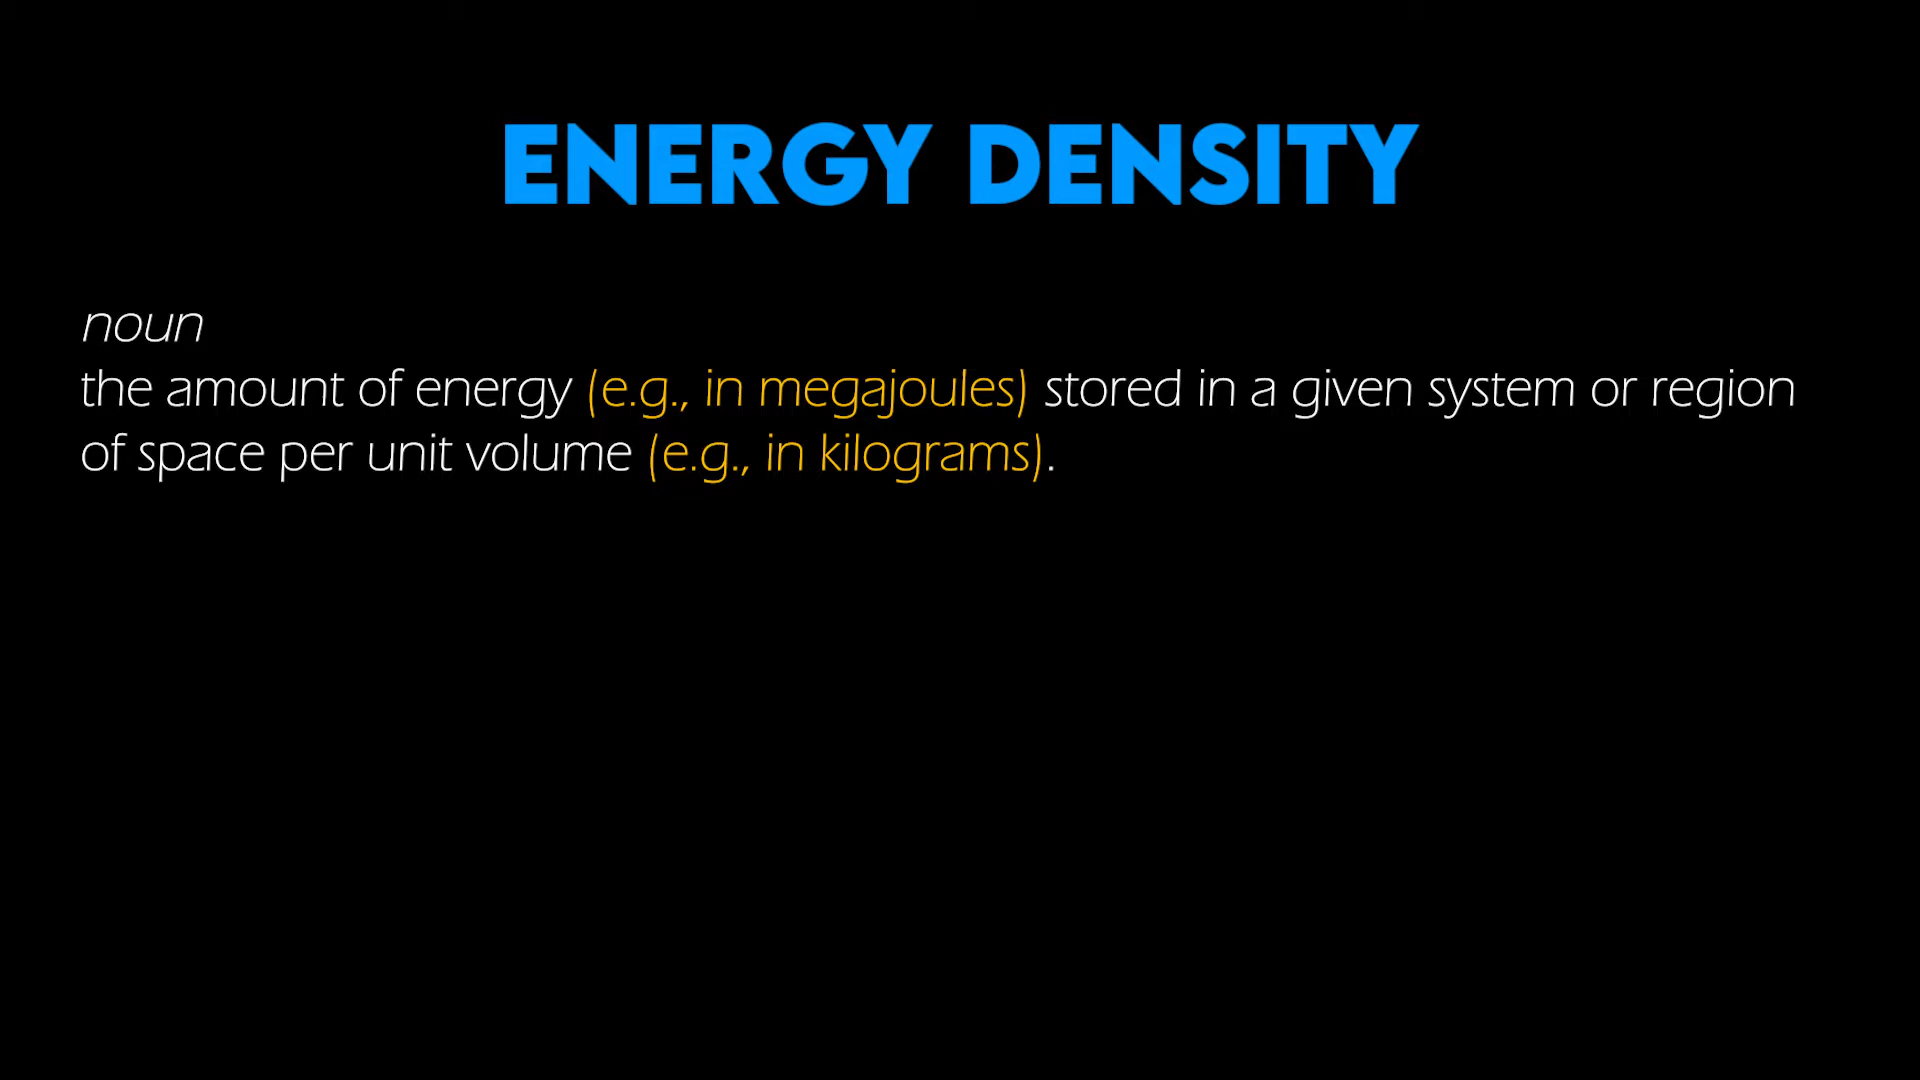 ENERGY DENSITY
noun
the amount of energy (e.g., in megajoules) stored in a given system or region
of space per unit volume (e.g., in kilograms).